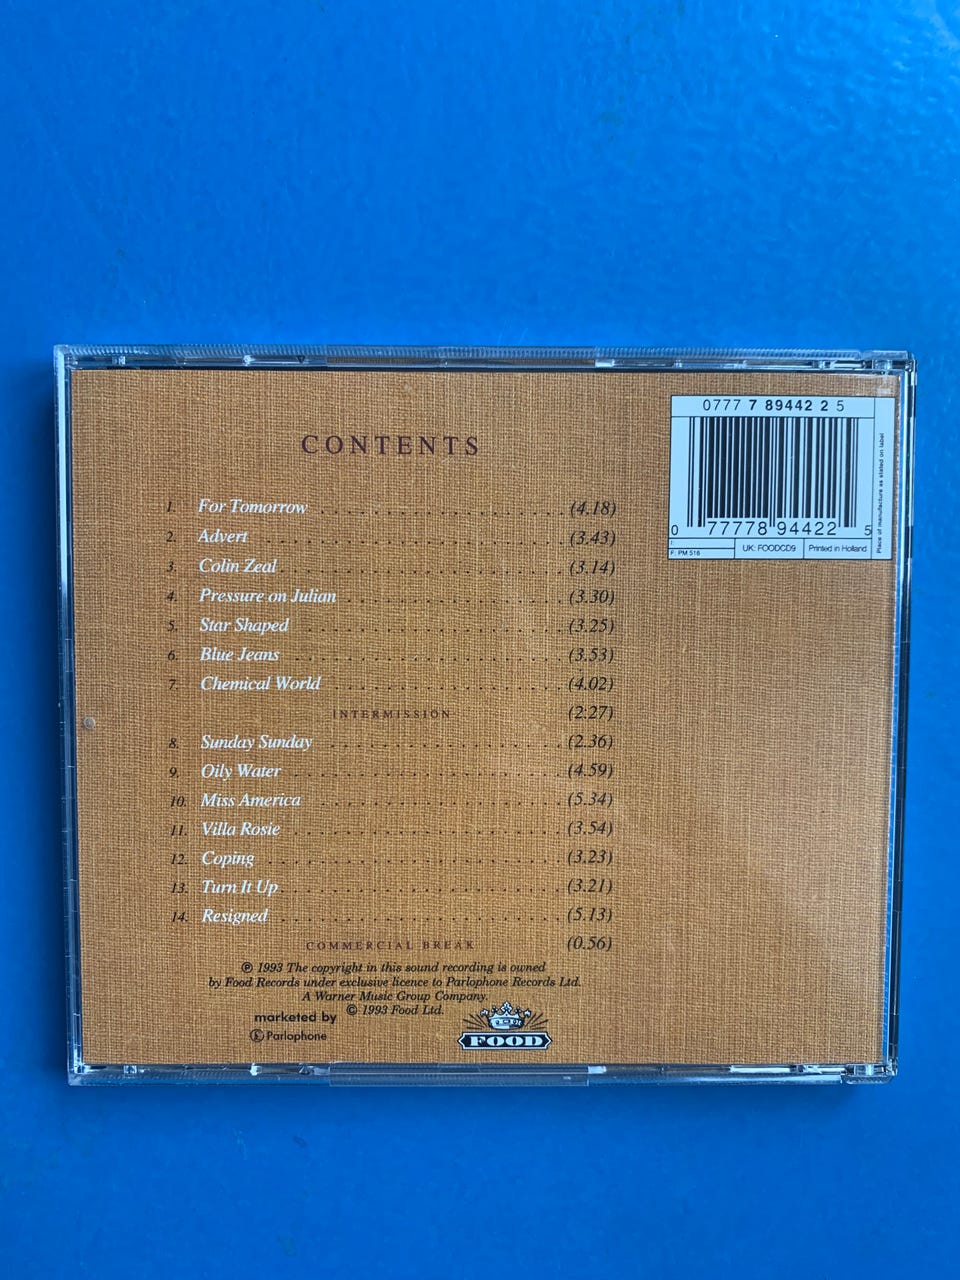 0777 7 89442 2 5
0 77778 94422 5
Place of manufacture as stated on label
F: PM 516
UK: FOODCD9
Printed in Holland
CONTENTS
1. For Tomorrow (4.18)
2. Advert (3.43)
3. Colin Zeal (3.14)
4. Pressure on Julian (3.30)
5. Star Shaped (3.25)
6. Blue Jeans (3.53)
7. Chemical World (4.02)
INTERMISSION (2:27)
8. Sunday Sunday (2.36)
9. Oily Water (4.59)
10. Miss America (5.34)
11. Villa Rosie (3.54)
12. Coping (3.23)
13. Turn It Up (3.21)
14. Resigned (5.13)
COMMERCIAL BREAK (0.56)
℗ 1993 The copyright in this sound recording is owned
by Food Records under exclusive licence to Parlophone Records Ltd.
A Warner Music Group Company.
© 1993 Food Ltd.
marketed by
Parlophone
FOOD